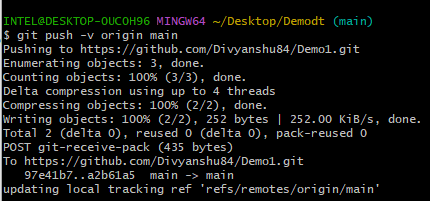 INTEL@DESKTOP-OUCOH96 MINGW64 ~/Desktop/Demodt (main)
$ git push -v origin main
Pushing to https://github.com/Divyanshu84/Demo1.git
Enumerating objects: 3, done.
Counting objects: 100% (3/3), done.
Delta compression using up to 4 threads
Compressing objects: 100% (2/2), done.
Writing objects: 100% (2/2), 252 bytes | 252.00 KiB/s, done.
Total 2 (delta 0), reused 0 (delta 0), pack-reused 0
POST git-receive-pack (435 bytes)
To https://github.com/Divyanshu84/Demo1.git
   97e41b7..a2b61a5  main -> main
updating local tracking ref 'refs/remotes/origin/main'